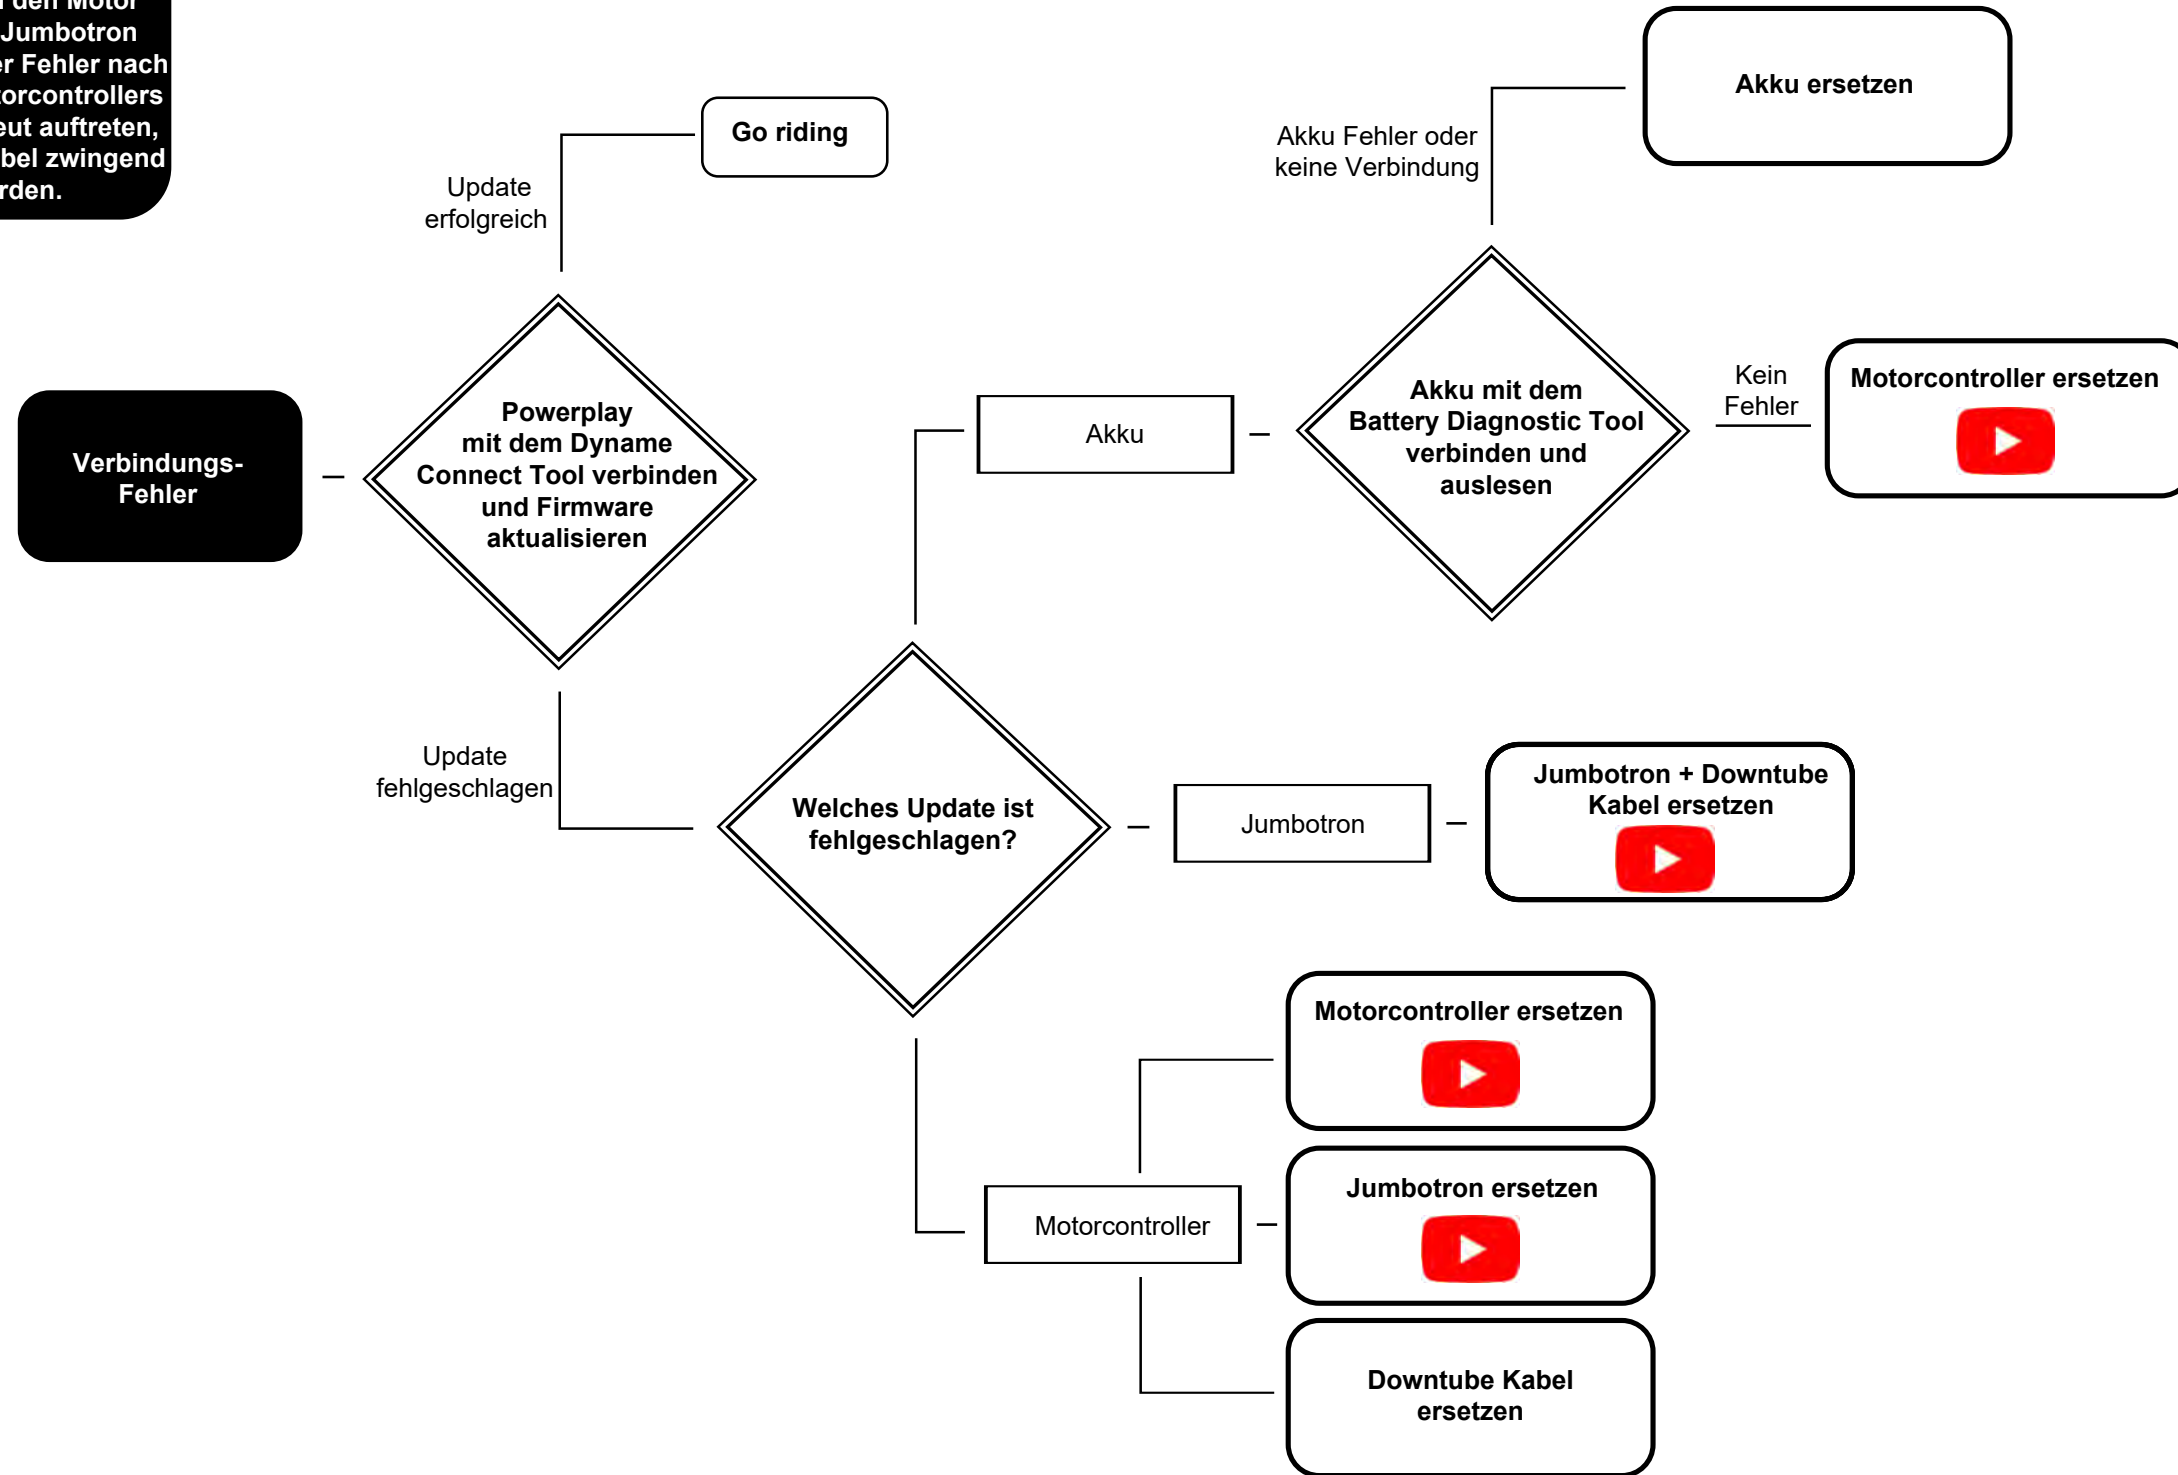 den Motor
Jumbotron
Fehler nach
eut auftreten,
zwingend
rden.
Go riding
Update
erfolgreich
Akku Fehler oder
keine Verbindung
Akku ersetzen
Verbindungs-
Fehler
Powerplay
mit dem Dyname
Connect Tool verbinden
und Firmware
aktualisieren
Akku
Akku mit dem
Battery Diagnostic Tool
verbinden und
auslesen
Kein
Fehler
Motorcontroller ersetzen
Update
fehlgeschlagen
Welches Update ist
fehlgeschlagen?
Jumbotron
Jumbotron + Downtube
Kabel ersetzen
Motorcontroller
Motorcontroller ersetzen
Jumbotron ersetzen
Downtube Kabel
ersetzen